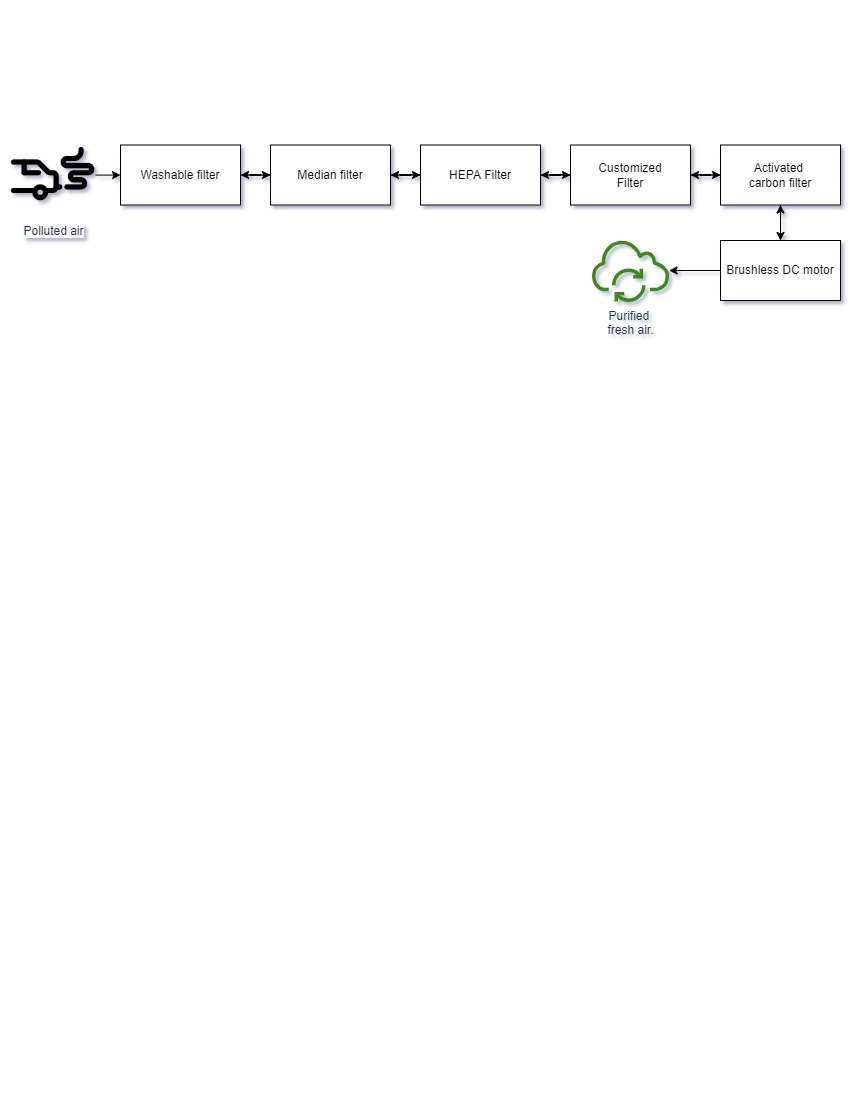 Washable filter
Median filter
HEPA Filter
Customized
Filter
Activated
carbon filter
Polluted air
Brushless DC motor
Purified
fresh air.